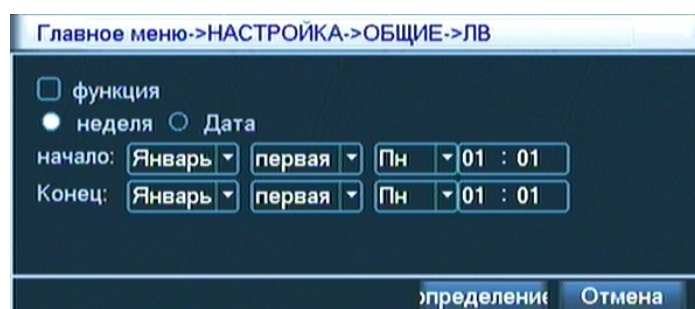 Главное меню->НАСТРОЙКА->ОБЩИЕ->ЛВ
функция
неделя Дата
начало: Январь первая Пн 01 : 01
Конец: Январь первая Пн 01 : 01
определение Отмена